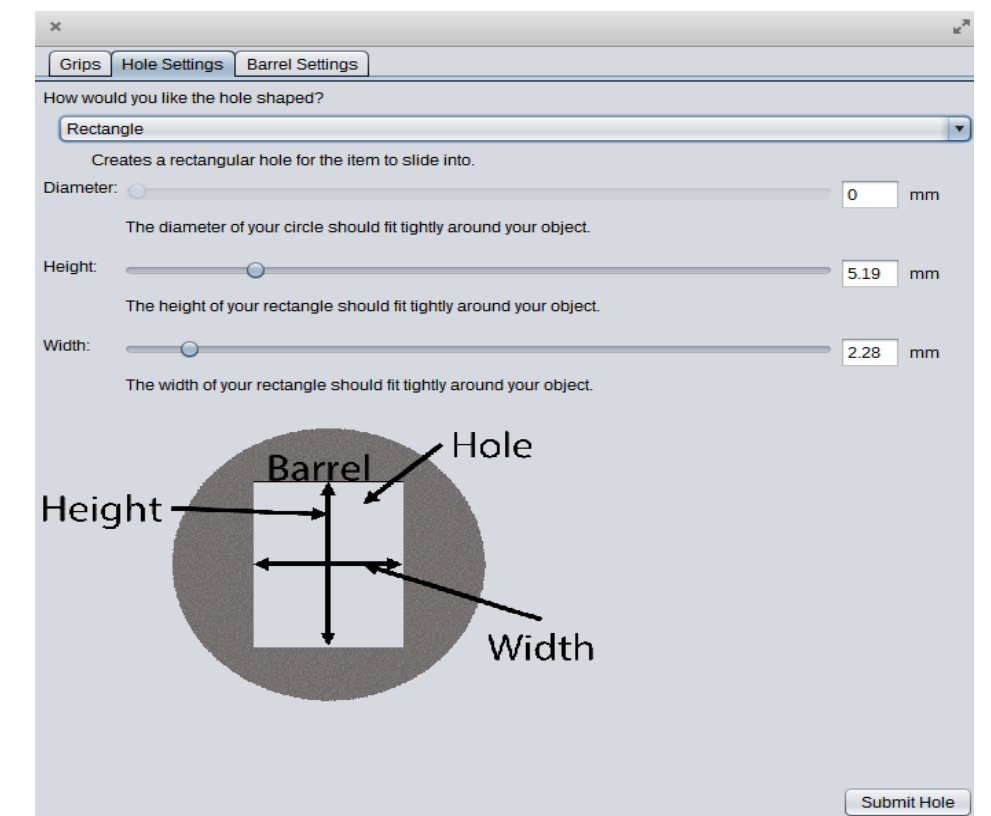 Grips Hole Settings Barrel Settings
How would you like the hole shaped?
Rectangle
Creates a rectangular hole for the item to slide into.
Diameter: 0 mm
The diameter of your circle should fit tightly around your object.
Height: 5.19 mm
The height of your rectangle should fit tightly around your object.
Width: 2.28 mm
The width of your rectangle should fit tightly around your object.
Hole
Barrel
Height
Width
Submit Hole